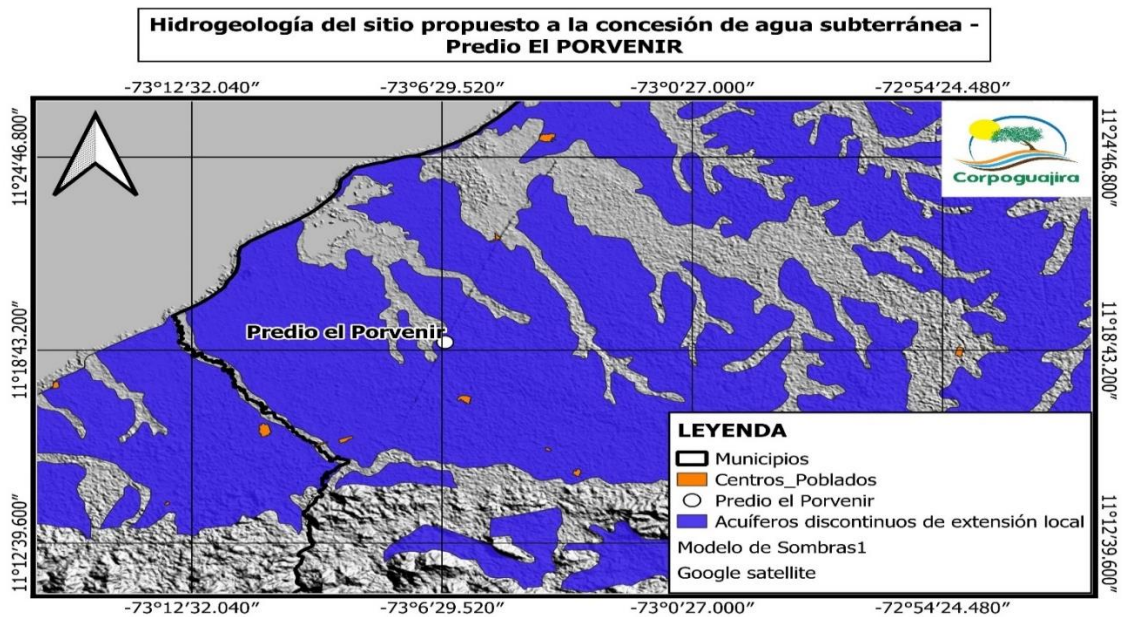 Hidrogeología del sitio propuesto a la concesión de agua subterránea -
Predio El PORVENIR
-73°12'32.040" -73°6'29.520" -73°0'27.000" -72°54'24.480"
11°24'46.800" 11°24'46.800"
Corpoguajira
Predio el Porvenir
11°18'43.200" 11°18'43.200"
LEYENDA
Municipios
Centros_Poblados
Predio el Porvenir
Acuíferos discontinuos de extensión local
Modelo de Sombras1
Google satellite
11°12'39.600" 11°12'39.600"
-73°12'32.040" -73°6'29.520" -73°0'27.000" -72°54'24.480"